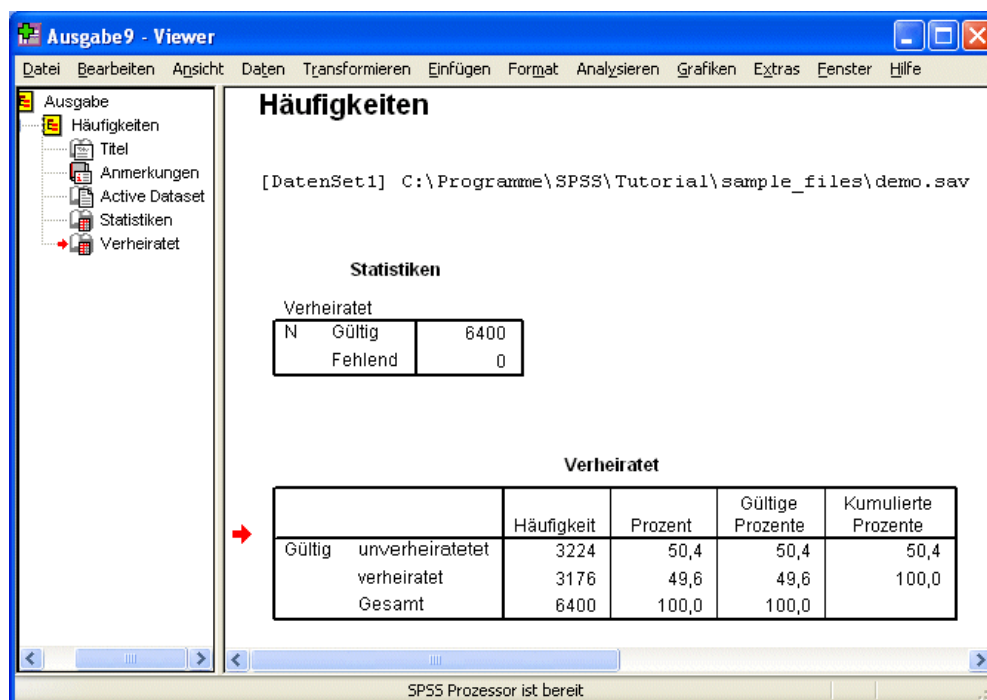 Ausgabe9 - Viewer
Datei Bearbeiten Ansicht Daten Transformieren Einfügen Format Analysieren Grafiken Extras Fenster Hilfe
Ausgabe
Häufigkeiten
Titel
Anmerkungen
Active Dataset
Statistiken
Verheiratet
Häufigkeiten
[DatenSet1] C:\Programme\SPSS\Tutorial\sample_files\demo.sav
Statistiken
Verheiratet
N Gültig 6400
Fehlend 0
Verheiratet
Häufigkeit Prozent Gültige Prozente Kumulierte Prozente
Gültig unverheiratetet 3224 50,4 50,4 50,4
verheiratet 3176 49,6 49,6 100,0
Gesamt 6400 100,0 100,0
SPSS Prozessor ist bereit